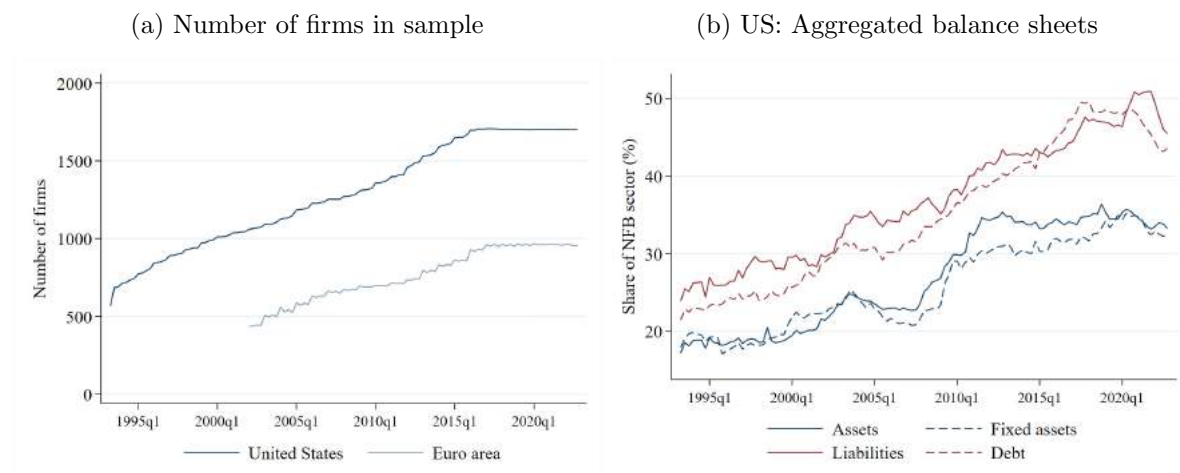 (a) Number of firms in sample
Number of firms
2000
1500
1000
500
0
1995q1 2000q1 2005q1 2010q1 2015q1 2020q1
United States Euro area
(b) US: Aggregated balance sheets
Share of NFB sector (%)
50
40
30
20
1995q1 2000q1 2005q1 2010q1 2015q1 2020q1
Assets Fixed assets
Liabilities Debt